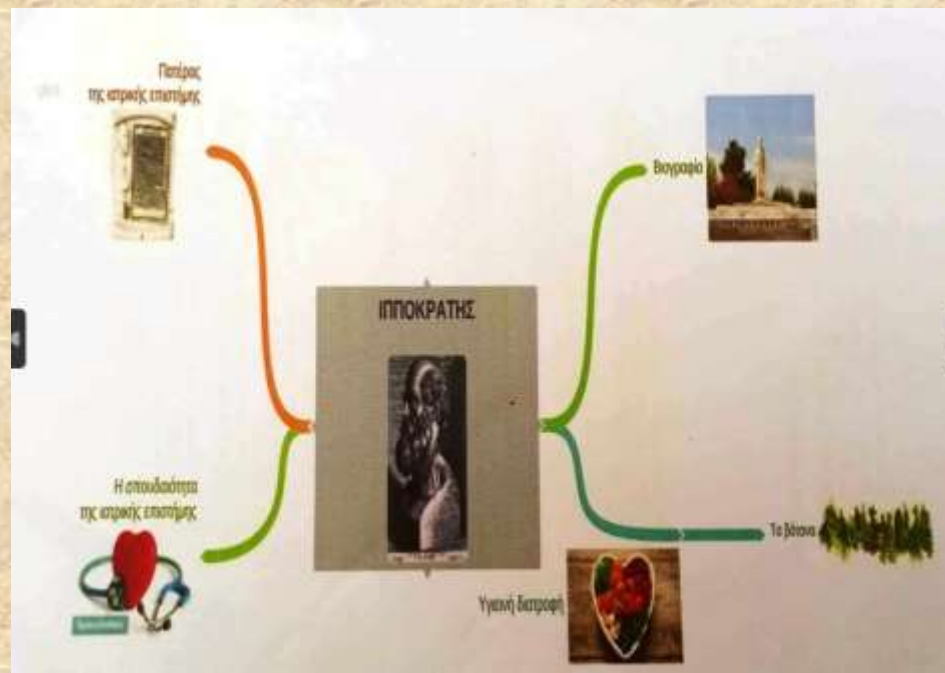 Πατέρας
της ιατρικής επιστήμης
Βιογραφία
ΙΠΠΟΚΡΑΤΗΣ
Η σπουδαιότητα
της ιατρικής επιστήμης
Τα βότανα
Υγιεινή διατροφή